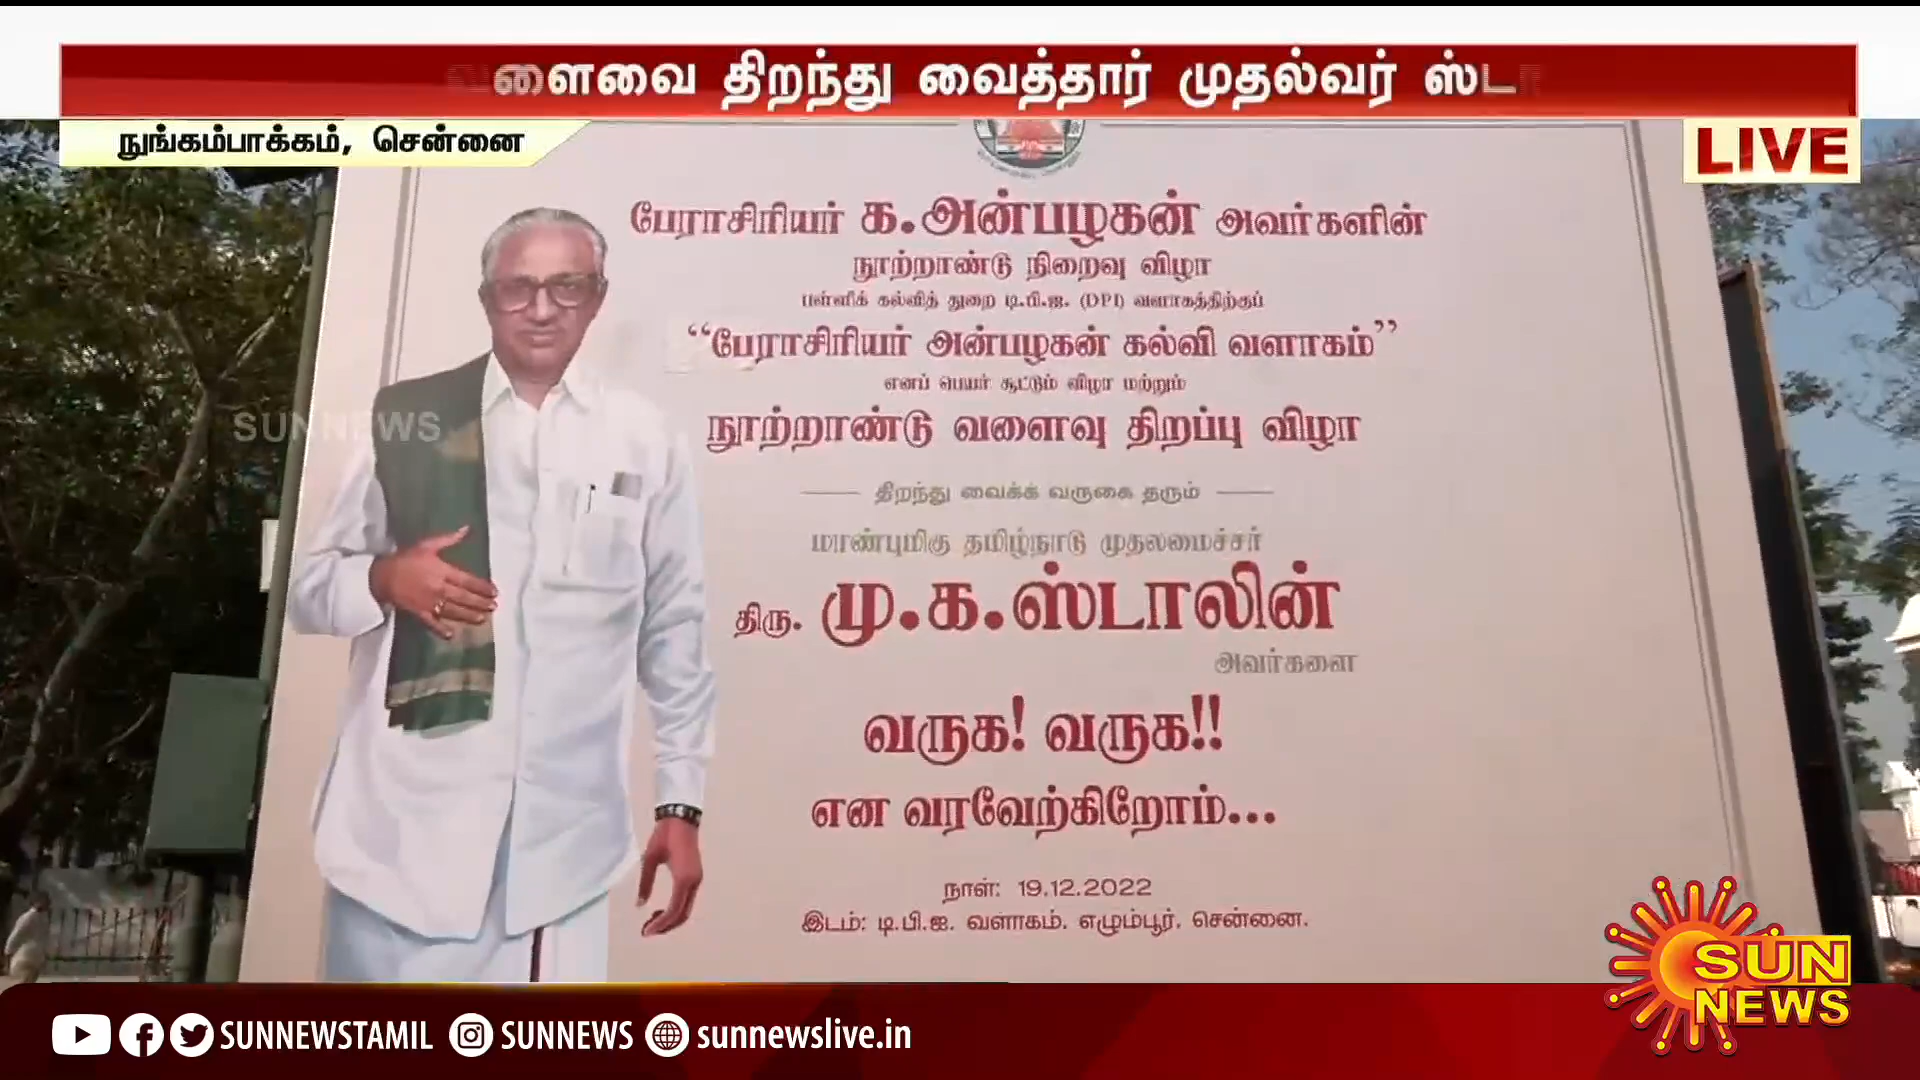 வளைவை திறந்து வைத்தார் முதல்வர் ஸ்டா
நுங்கம்பாக்கம், சென்னை
LIVE
பேராசிரியர் க.அன்பழகன் அவர்களின்
நூற்றாண்டு நிறைவு விழா
பள்ளிக் கல்வித் துறை டி.பி.ஐ. (DPI) வளாகத்திற்குப்
“பேராசிரியர் அன்பழகன் கல்வி வளாகம்”
எனப் பெயர் சூட்டும் விழா மற்றும்
நூற்றாண்டு வளைவு திறப்பு விழா
SUNNEWS
திறந்து வைக்க வருகை தரும்
மாண்புமிகு தமிழ்நாடு முதலமைச்சர்
திரு. மு.க.ஸ்டாலின்
அவர்களை
வருக! வருக!!
என வரவேற்கிறோம்...
நாள்: 19.12.2022
இடம்: டி.பி.ஐ. வளாகம், எழும்பூர், சென்னை.
SUN
NEWS
SUNNEWSTAMIL SUNNEWS sunnewslive.in